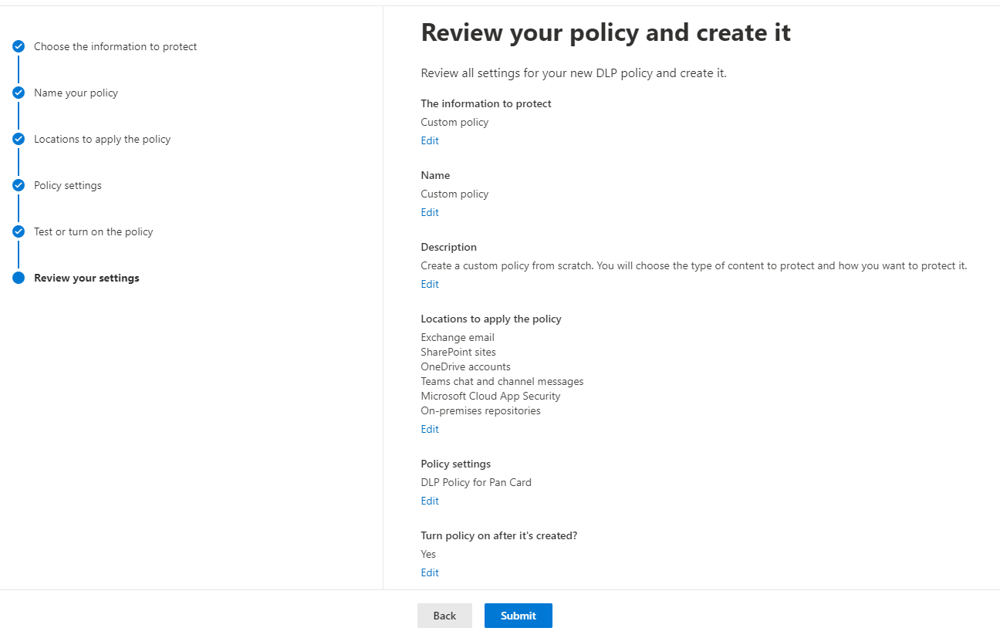 Choose the information to protect
Name your policy
Locations to apply the policy
Policy settings
Test or turn on the policy
Review your settings
Review your policy and create it
Review all settings for your new DLP policy and create it.
The information to protect
Custom policy
Edit
Name
Custom policy
Edit
Description
Create a custom policy from scratch. You will choose the type of content to protect and how you want to protect it.
Edit
Locations to apply the policy
Exchange email
SharePoint sites
OneDrive accounts
Teams chat and channel messages
Microsoft Cloud App Security
On-premises repositories
Edit
Policy settings
DLP Policy for Pan Card
Edit
Turn policy on after it's created?
Yes
Edit
Back
Submit